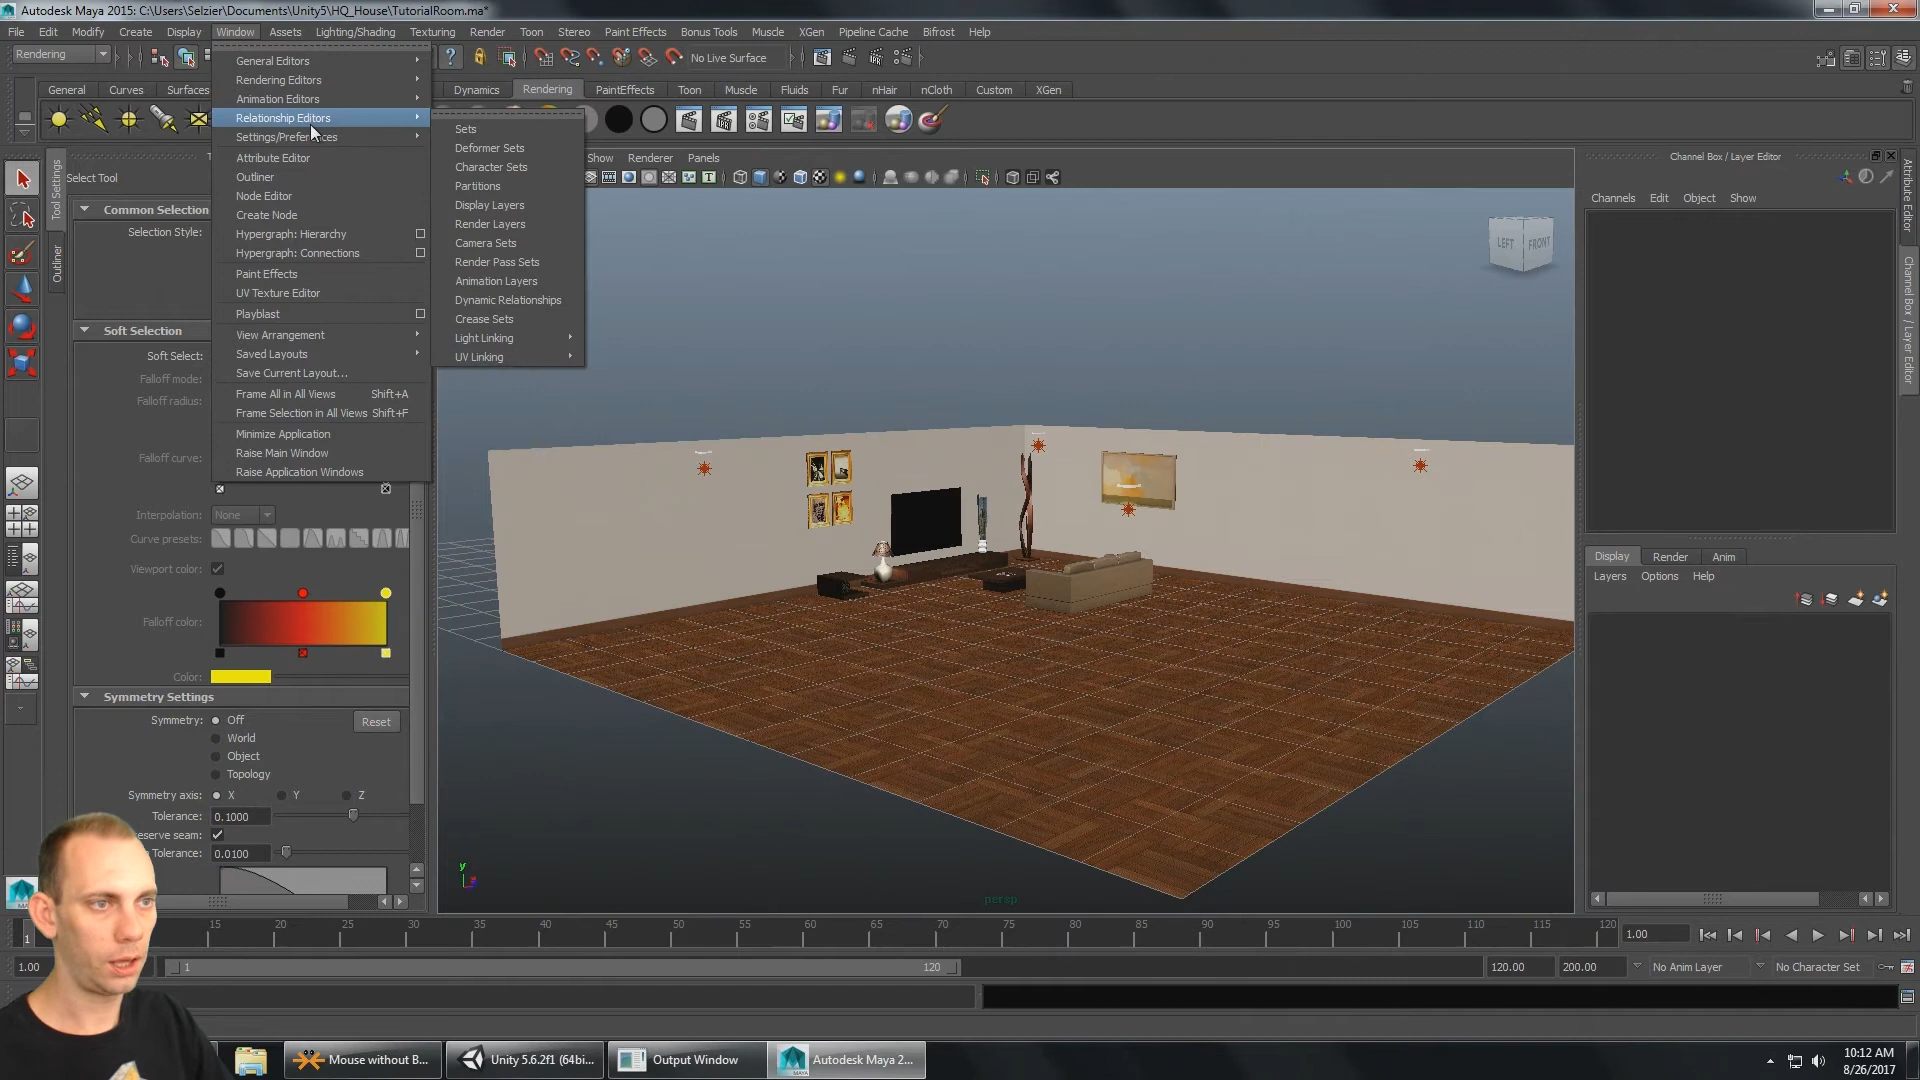 Autodesk Maya 2015: C:\Users\Selzier\Documents\Unity5\HQ_House\TutorialRoom.ma*
File Edit Modify Create Display Window Assets Lighting/Shading Texturing Render Toon Stereo Paint Effects Bonus Tools Muscle XGen Pipeline Cache Bifrost Help
Rendering
No Live Surface
General Curves Surfaces Dynamics Rendering PaintEffects Toon Muscle Fluids Fur nHair nCloth Custom XGen
General Editors
Rendering Editors
Animation Editors
Relationship Editors
Settings/Preferences
Attribute Editor
Outliner
Node Editor
Create Node
Hypergraph: Hierarchy
Hypergraph: Connections
Paint Effects
UV Texture Editor
Playblast
View Arrangement
Saved Layouts
Save Current Layout...
Frame All in All Views Shift+A
Frame Selection in All Views Shift+F
Minimize Application
Raise Main Window
Raise Application Windows
Sets
Deformer Sets
Character Sets
Partitions
Display Layers
Render Layers
Camera Sets
Render Pass Sets
Animation Layers
Dynamic Relationships
Crease Sets
Light Linking
UV Linking
Show Renderer Panels
Tool Settings
Outliner
Select Tool
Common Selection
Selection Style:
Soft Selection
Soft Select:
Falloff mode:
Falloff radius:
Falloff curve:
Interpolation: None
Curve presets:
Viewport color:
Falloff color:
Color:
Symmetry Settings
Symmetry: Off Reset
World
Object
Topology
Symmetry axis: X Y Z
Tolerance: 0.1000
eserve seam:
Tolerance: 0.0100
LEFT FRONT
y
persp
Channel Box / Layer Editor
Channels Edit Object Show
Attribute Editor
Channel Box / Layer Editor
Display Render Anim
Layers Options Help
1 15 20 25 30 35 40 45 50 55 60 65 70 75 80 85 90 95 100 105 110 115 120
1.00
1.00 1 120 120.00 200.00 No Anim Layer No Character Set
Mouse without B...
Unity 5.6.2f1 (64bi...
Output Window
Autodesk Maya 2...
10:12 AM
8/26/2017